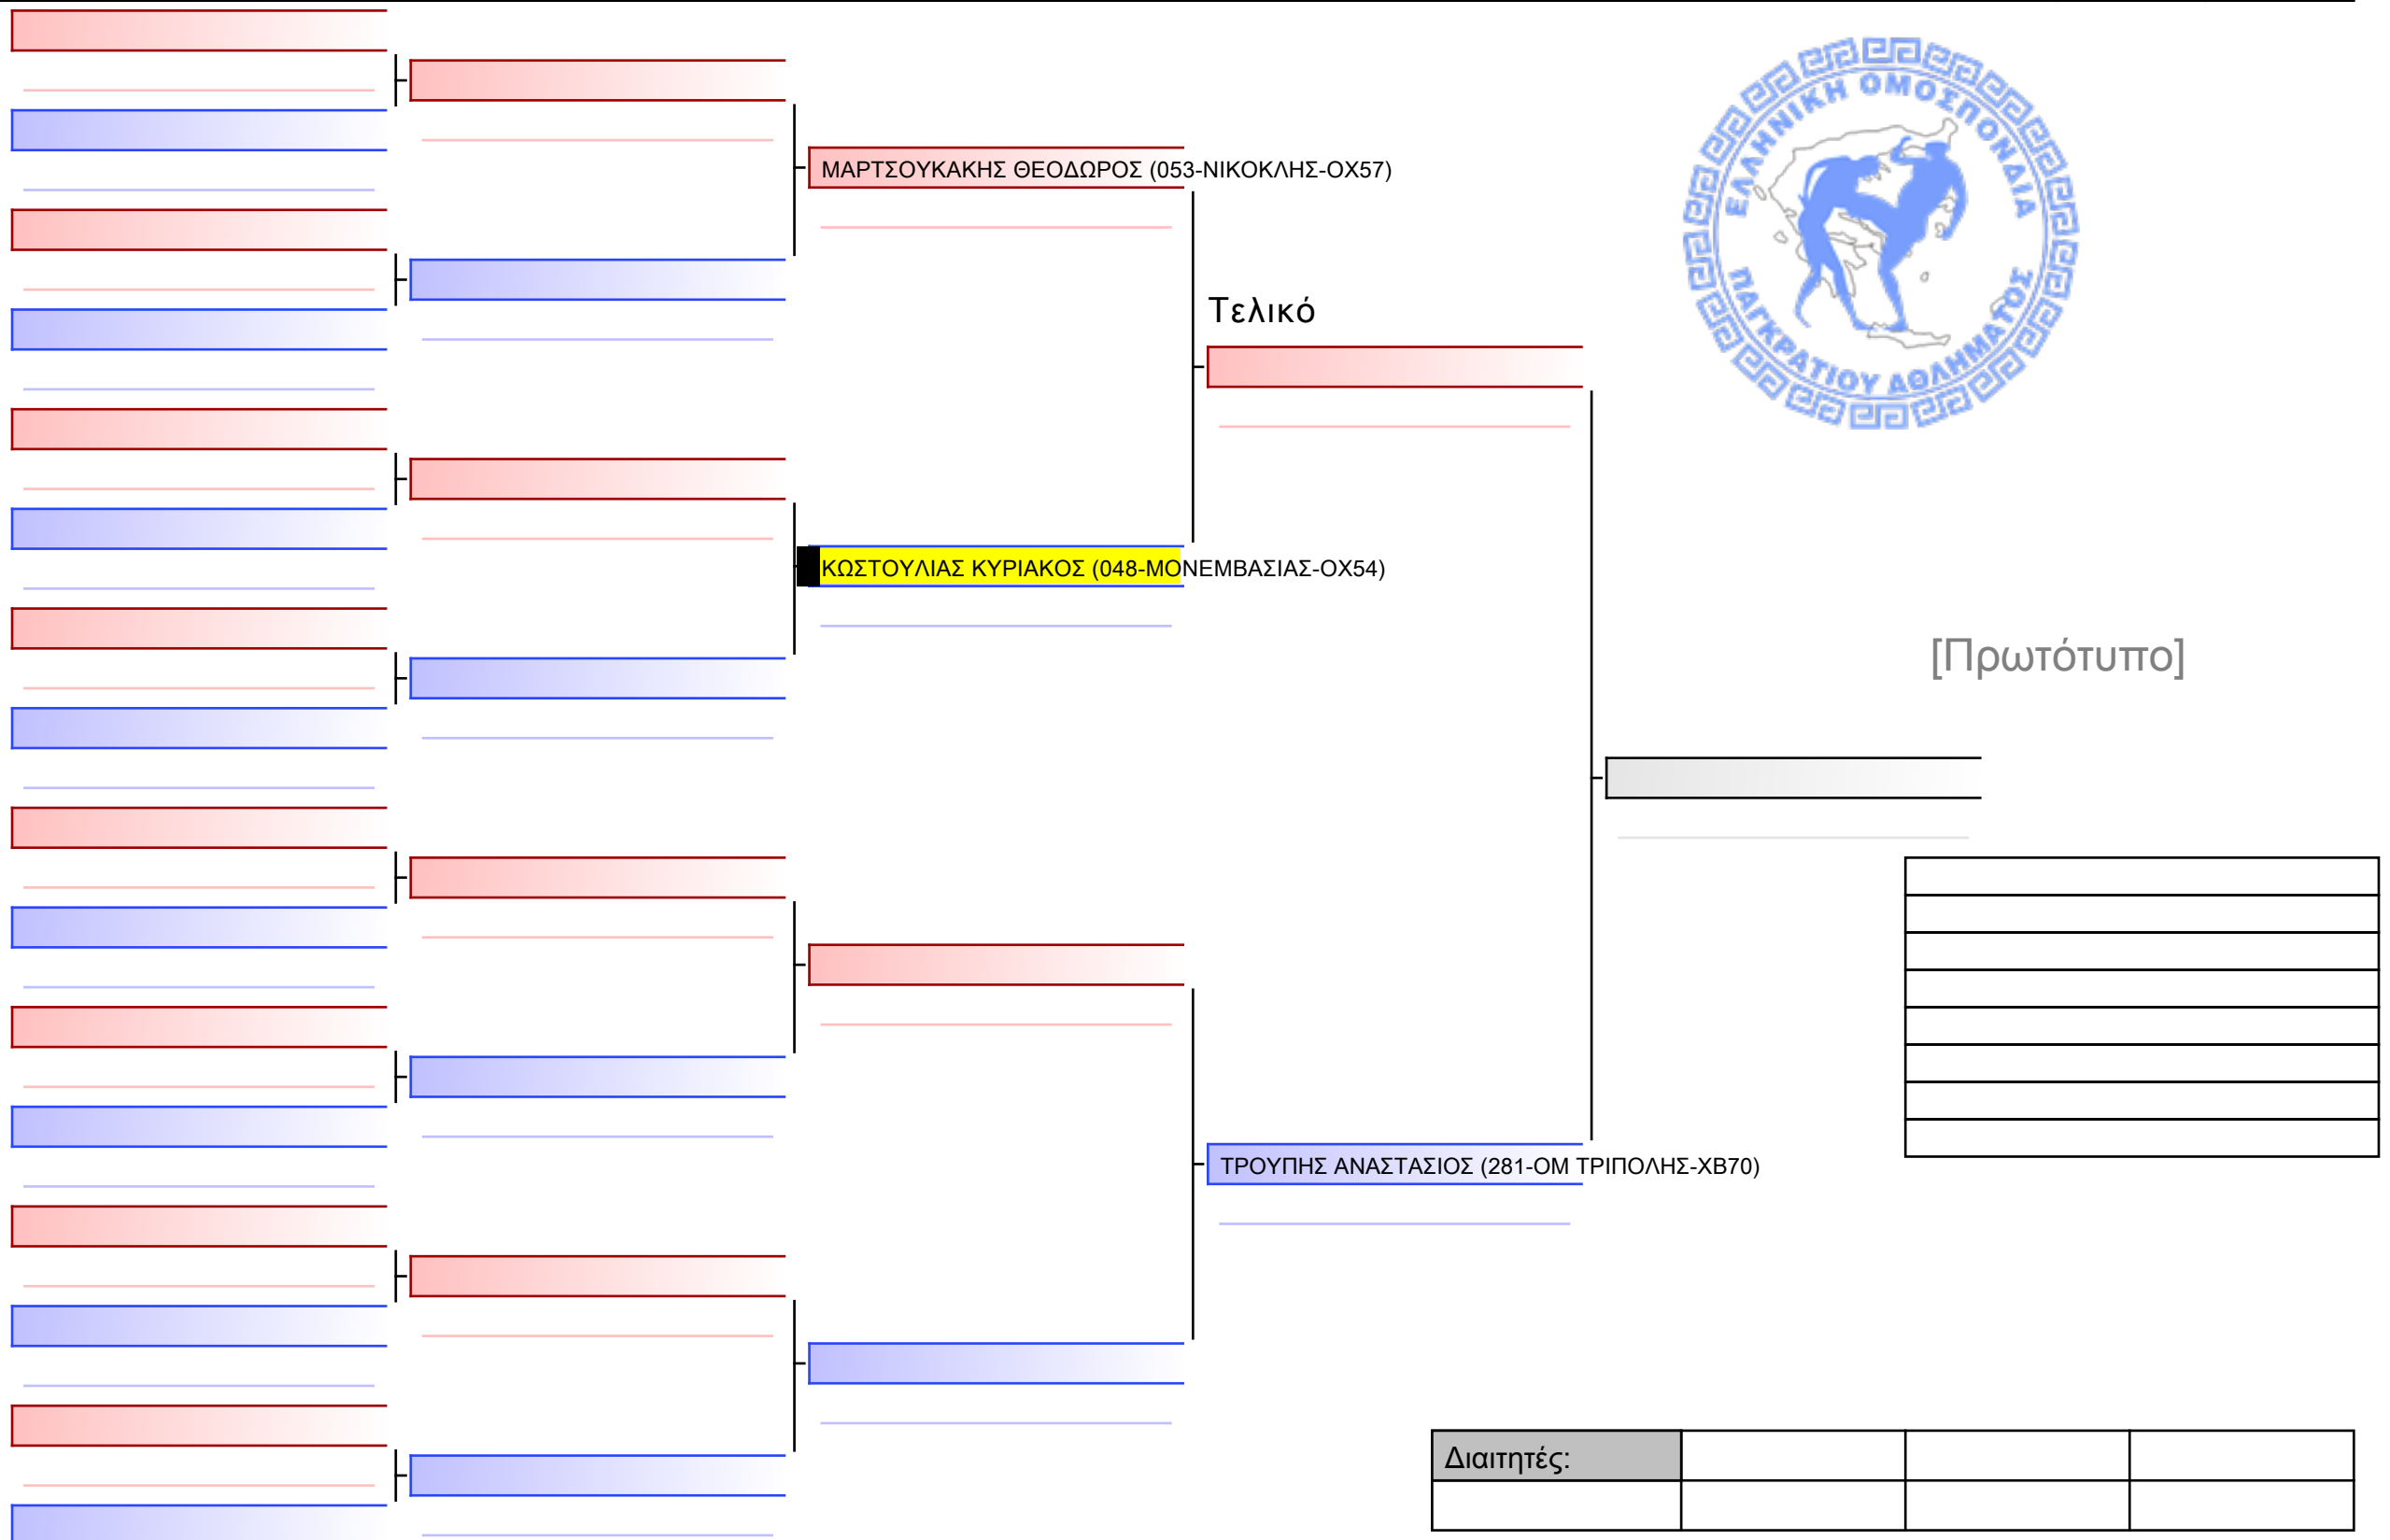 ΕΛΛΗΝΙΚΗ ΟΜΟΣΠΟΝΔΙΑ
ΠΑΓΚΡΑΤΙΟΥ ΑΘΛΗΜΑΤΟΣ
ΜΑΡΤΣΟΥΚΑΚΗΣ ΘΕΟΔΩΡΟΣ (053-ΝΙΚΟΚΛΗΣ-ΟΧ57)
Τελικό
ΚΩΣΤΟΥΛΙΑΣ ΚΥΡΙΑΚΟΣ (048-ΜΟΝΕΜΒΑΣΙΑΣ-ΟΧ54)
[Πρωτότυπο]
ΤΡΟΥΠΗΣ ΑΝΑΣΤΑΣΙΟΣ (281-ΟΜ ΤΡΙΠΟΛΗΣ-ΧΒ70)
Διαιτητές: